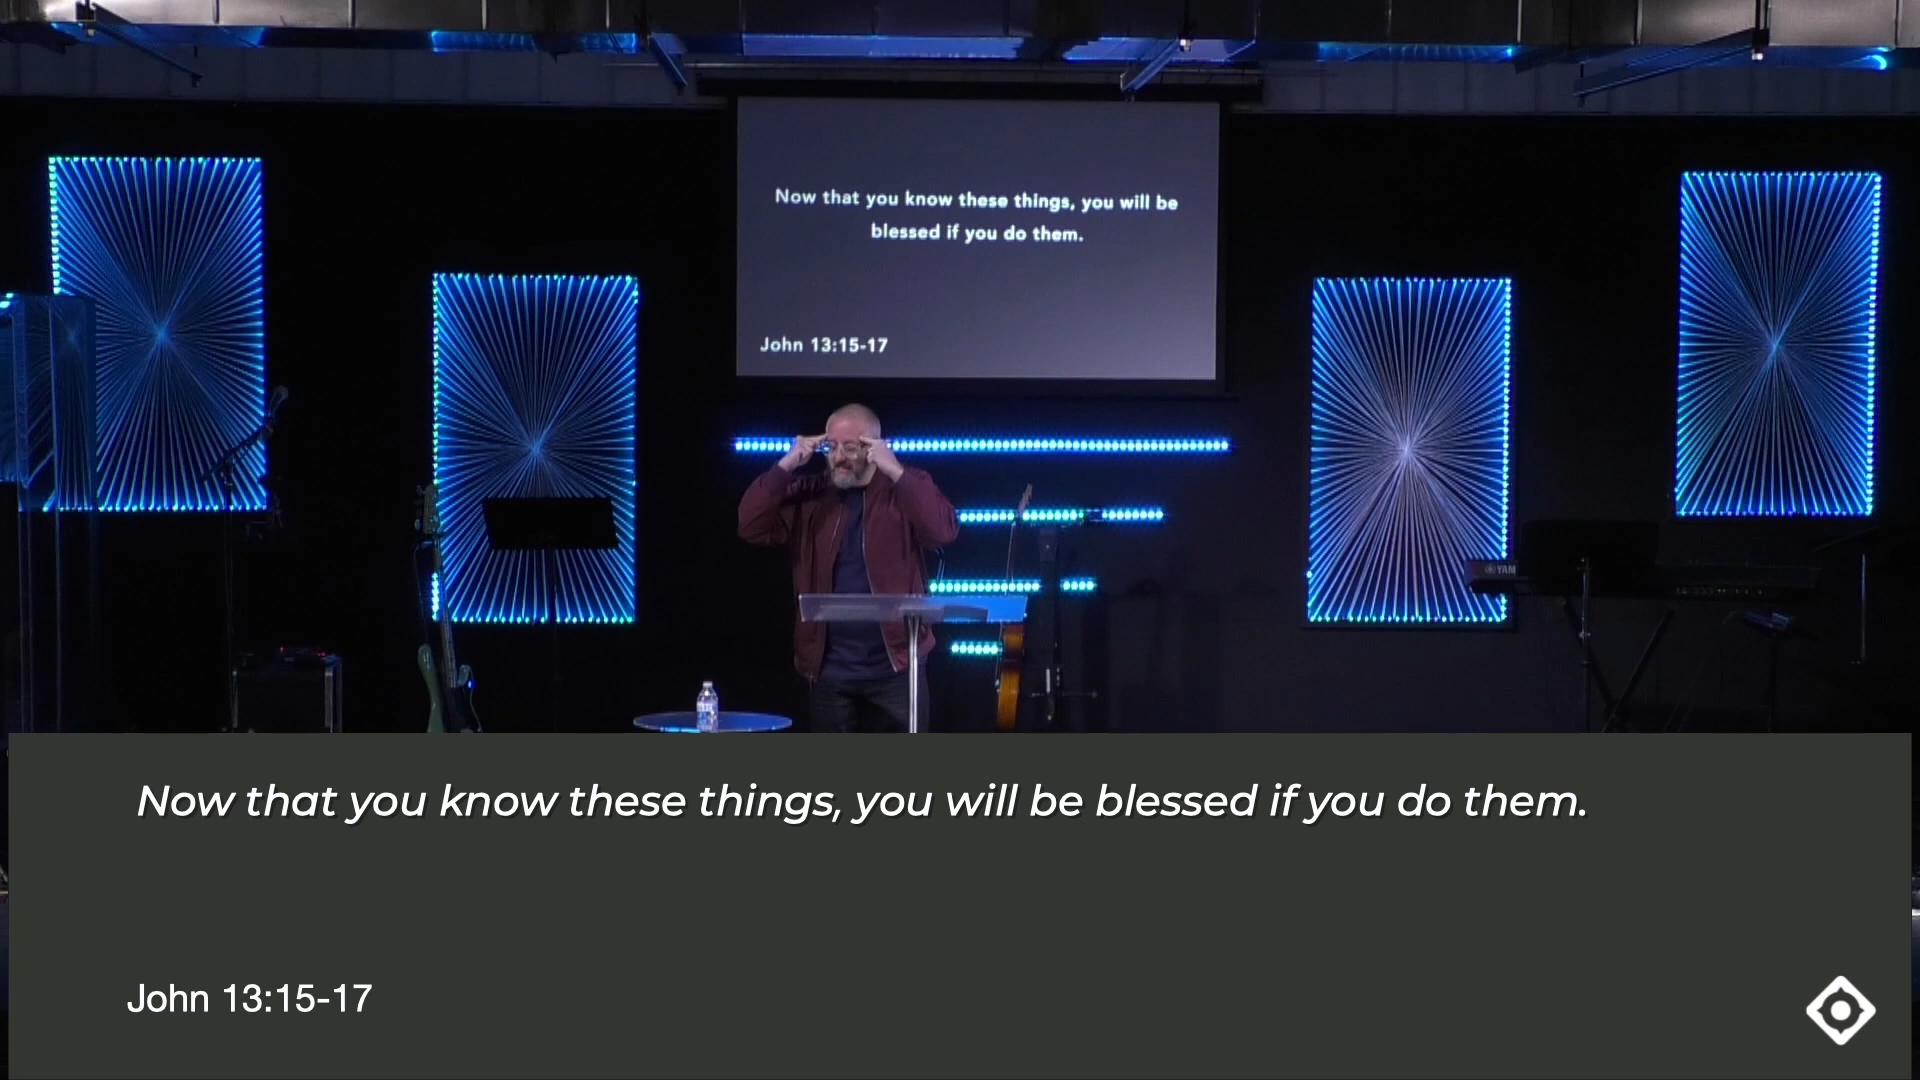 Now that you know these things, you will be
blessed if you do them.
John 13:15-17
YAM
Now that you know these things, you will be blessed if you do them.
John 13:15-17